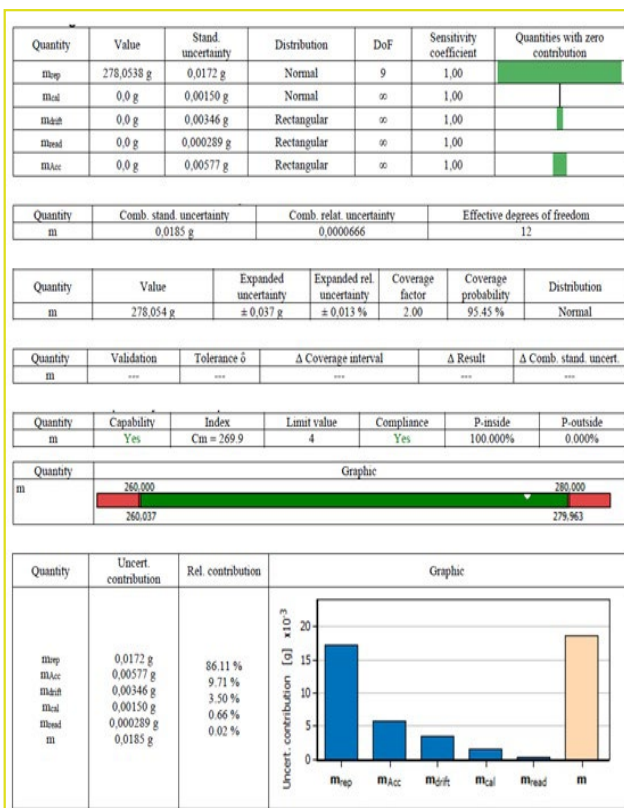 Quantity Value Stand. uncertainty Distribution DoF Sensitivity coefficient Quantities with zero contribution
mrep 278,0538 g 0,0172 g Normal 9 1,00
mcal 0,0 g 0,00150 g Normal ∞ 1,00
mdrift 0,0 g 0,00346 g Rectangular ∞ 1,00
mread 0,0 g 0,000289 g Rectangular ∞ 1,00
mAcc 0,0 g 0,00577 g Rectangular ∞ 1,00
Quantity Comb. stand. uncertainty Comb. relat. uncertainty Effective degrees of freedom
m 0,0185 g 0,0000666 12
Quantity Value Expanded uncertainty Expanded rel. uncertainty Coverage factor Coverage probability Distribution
m 278,054 g ± 0,037 g ± 0,013 % 2.00 95.45 % Normal
Quantity Validation Tolerance δ Δ Coverage interval Δ Result Δ Comb. stand. uncert.
m --- --- --- --- ---
Quantity Capability Index Limit value Compliance P-inside P-outside
m Yes Cm = 269.9 4 Yes 100.000% 0.000%
Quantity Graphic
m 260,000 280,000
260,037 279,963
Quantity Uncert. contribution Rel. contribution Graphic
mrep 0,0172 g 86.11 %
mAcc 0,00577 g 9.71 %
mdrift 0,00346 g 3.50 %
mcal 0,00150 g 0.66 %
mread 0,000289 g 0.02 %
m 0,0185 g
Uncert. contribution [g] x10-3
20
15
10
5
0
mrep mAcc mdrift mcal mread m